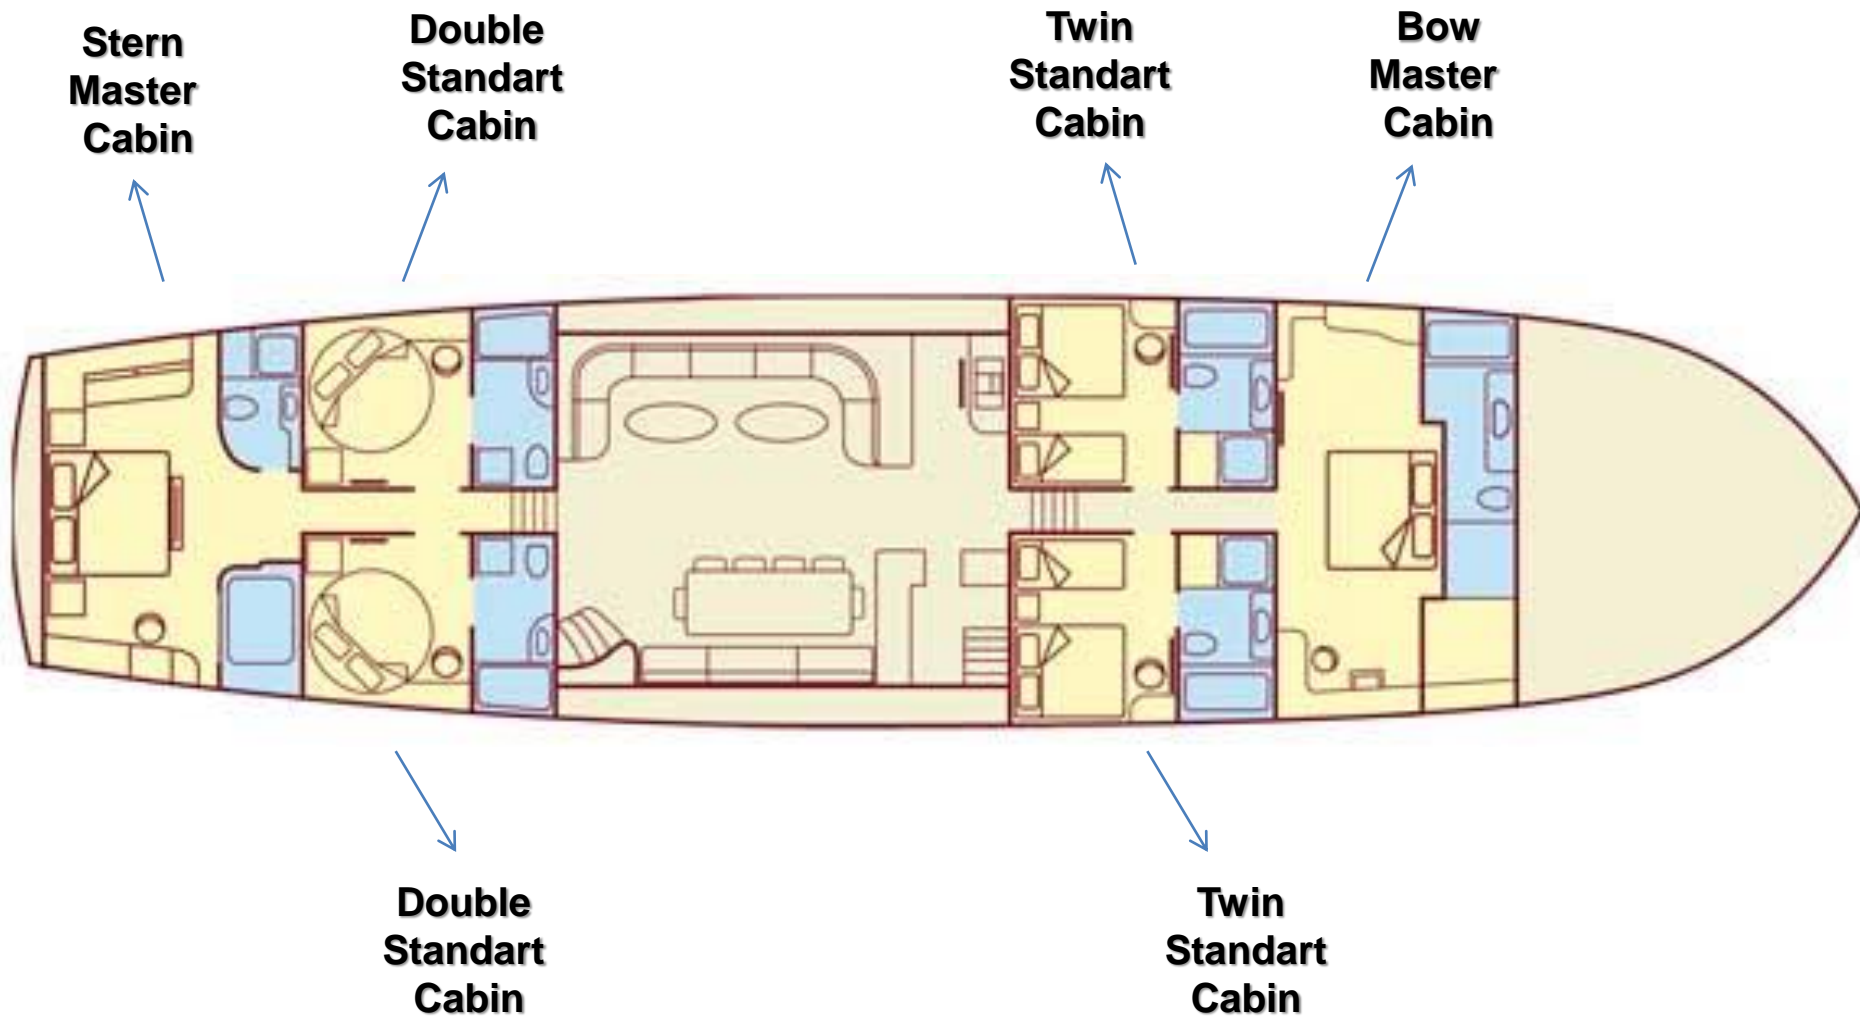 Stern
Master
Cabin
Double
Standart
Cabin
Twin
Standart
Cabin
Bow
Master
Cabin
Double
Standart
Cabin
Twin
Standart
Cabin